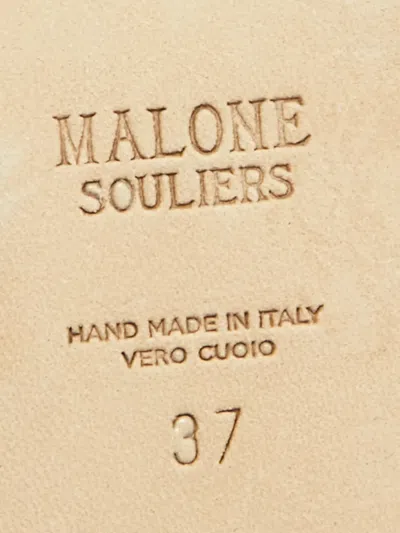 MALONE
SOULIERS
HAND MADE IN ITALY
VERO CUOIO
37